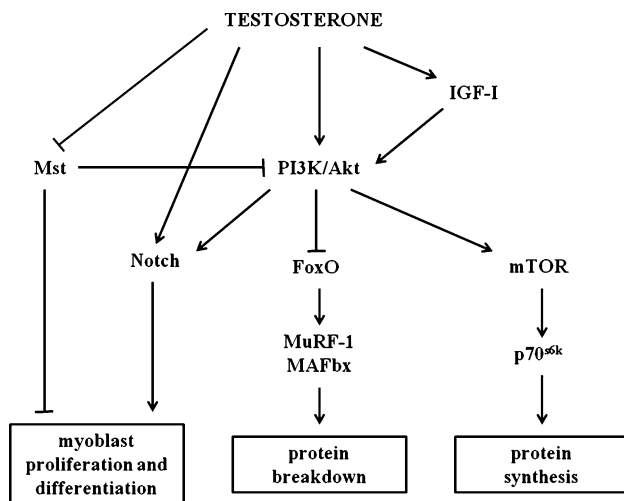 TESTOSTERONE
IGF-I
Mst
PI3K/Akt
Notch
FoxO
mTOR
MuRF-1
MAFbx
p70s6k
myoblast
proliferation and
differentiation
protein
breakdown
protein
synthesis